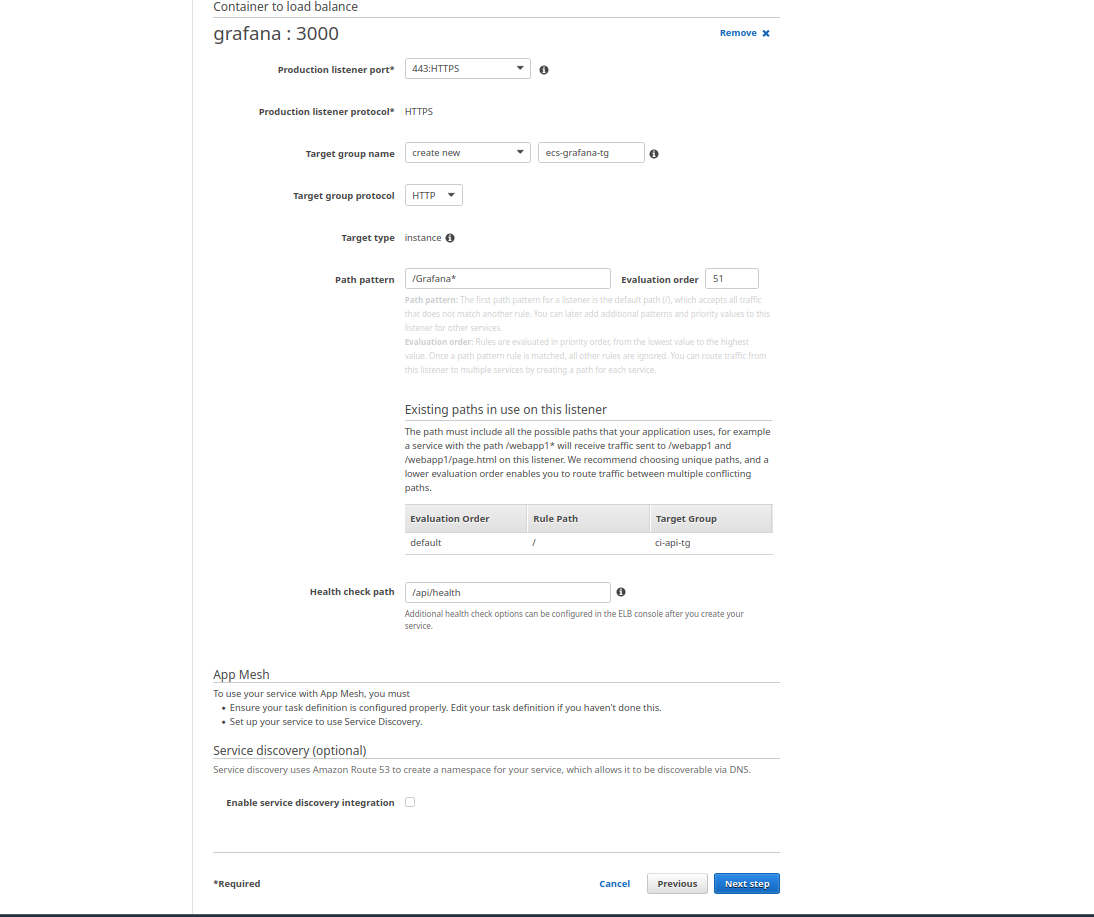 Container to load balance
grafana : 3000
Remove ✖
Production listener port*
443:HTTPS
Production listener protocol*
HTTPS
Target group name
create new
ecs-grafana-tg
Target group protocol
HTTP
Target type
instance
Path pattern
/Grafana*
Evaluation order
51
Path pattern: The first path pattern for a listener is the default path (/), which accepts all traffic
that does not match another rule. You can later add additional patterns and priority values to this
listener for other services.
Evaluation order: Rules are evaluated in priority order, from the lowest value to the highest
value. Once a path pattern rule is matched, all other rules are ignored. You can route traffic from
this listener to multiple services by creating a path for each service.
Existing paths in use on this listener
The path must include all the possible paths that your application uses, for example
a service with the path /webapp1* will receive traffic sent to /webapp1 and
/webapp1/page.html on this listener. We recommend choosing unique paths, and a
lower evaluation order enables you to route traffic between multiple conflicting
paths.
Evaluation Order Rule Path Target Group
default / ci-api-tg
Health check path
/api/health
Additional health check options can be configured in the ELB console after you create your
service.
App Mesh
To use your service with App Mesh, you must
• Ensure your task definition is configured properly. Edit your task definition if you haven't done this.
• Set up your service to use Service Discovery.
Service discovery (optional)
Service discovery uses Amazon Route 53 to create a namespace for your service, which allows it to be discoverable via DNS.
Enable service discovery integration
*Required
Cancel
Previous
Next step